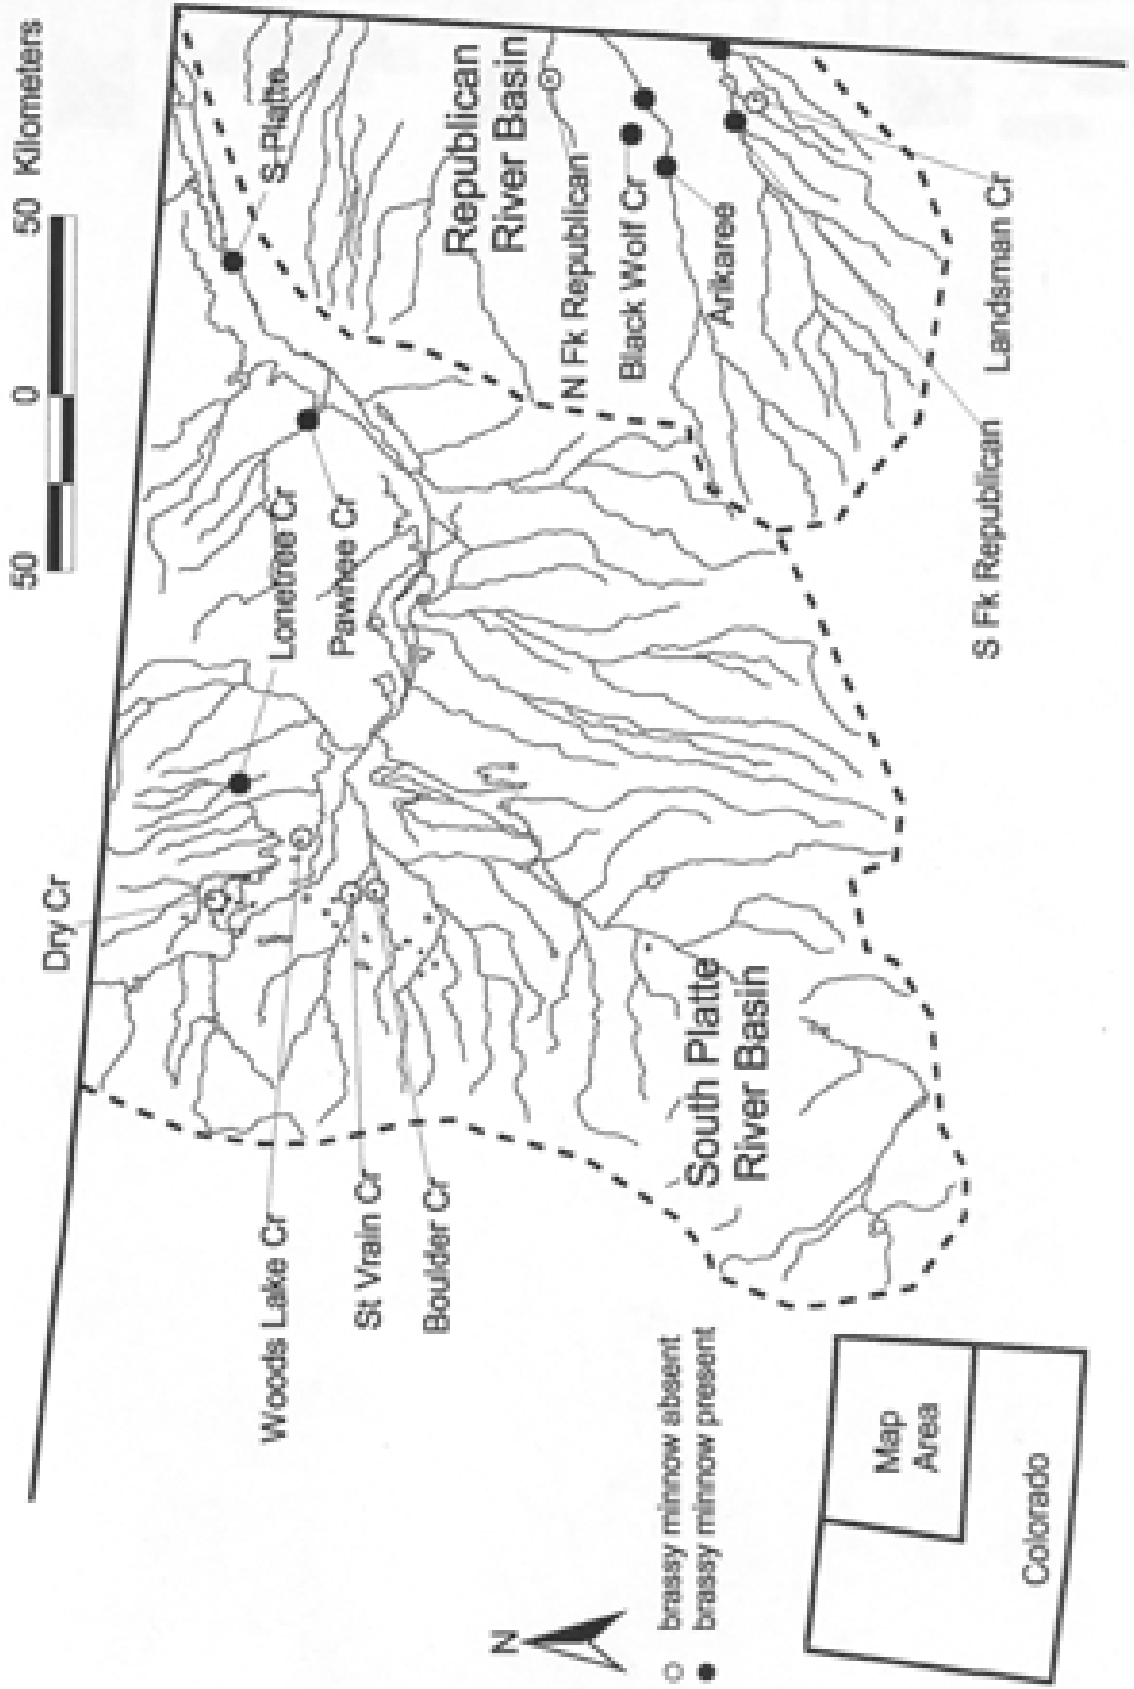 50 0 50 Kilometers
Dry Cr
Lonetree Cr
Pawnee Cr
S Platte
Republican
River Basin
N Fk Republican
Black Wolf Cr
Arikaree
Landsman Cr
S Fk Republican
Woods Lake Cr
St Vrain Cr
Boulder Cr
South Platte
River Basin
N
brassy minnow absent
brassy minnow present
Map
Area
Colorado